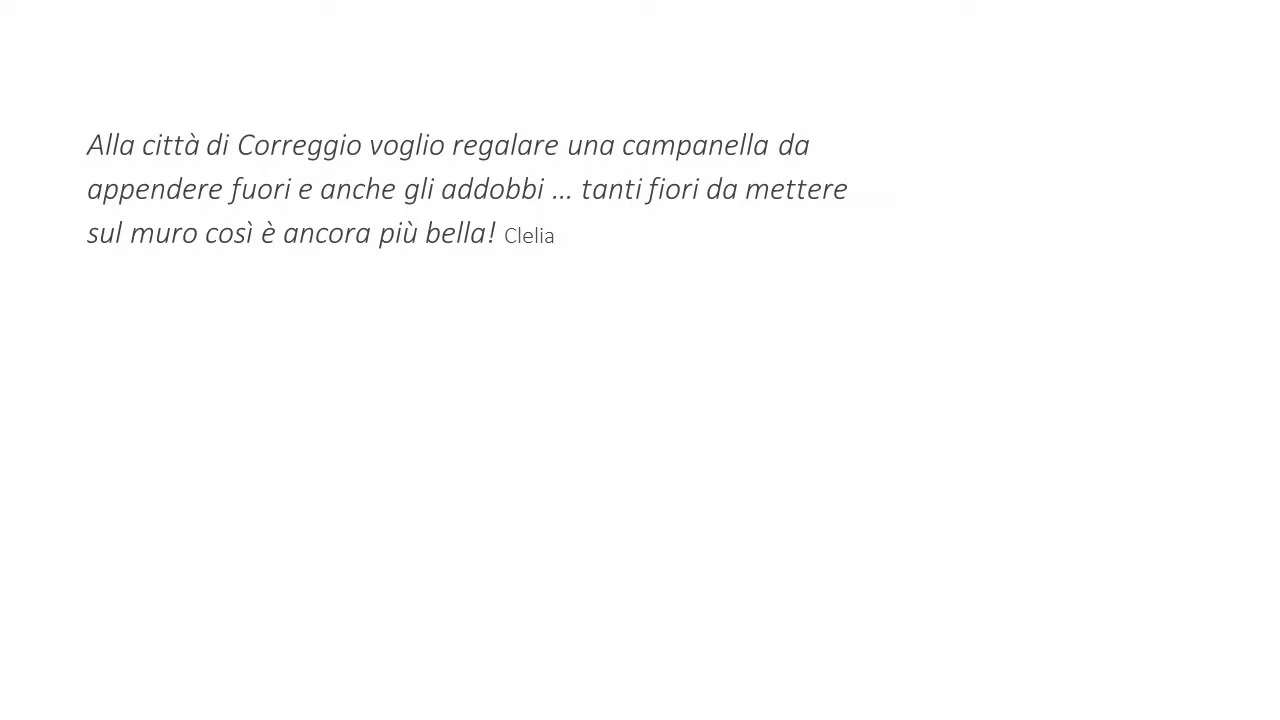 Alla città di Correggio voglio regalare una campanella da
appendere fuori e anche gli addobbi ... tanti fiori da mettere
sul muro così è ancora più bella! Clelia